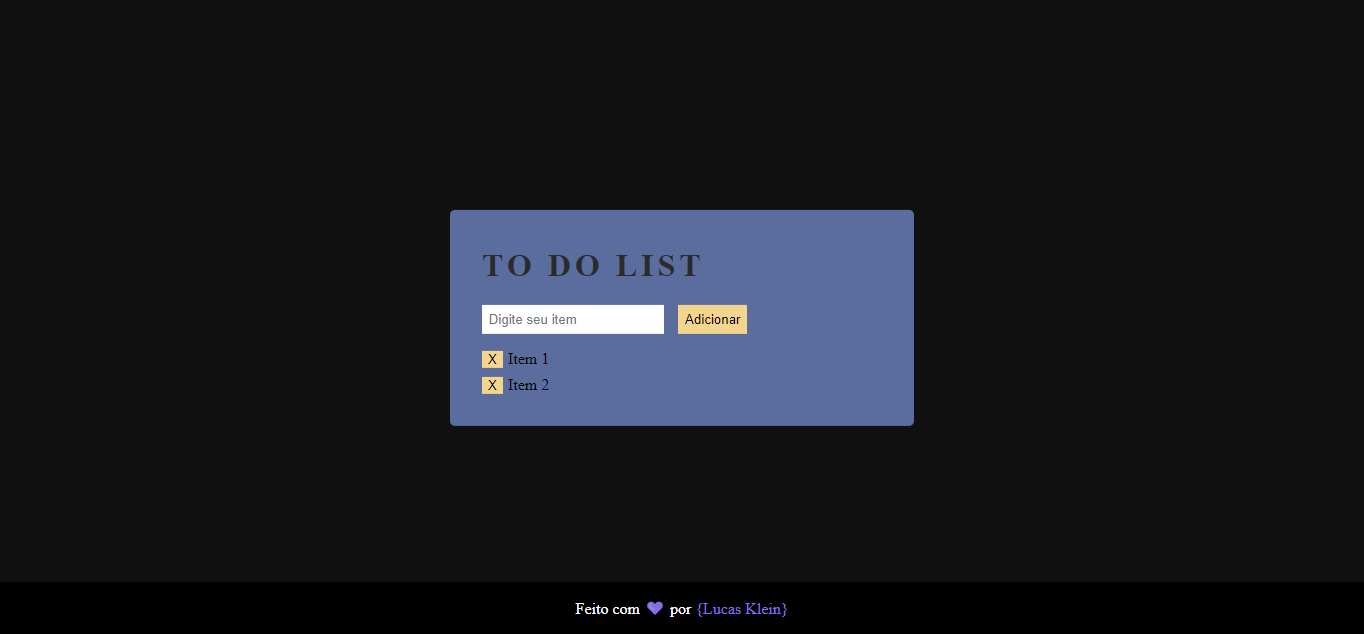 TO DO LIST
Digite seu item Adicionar
X Item 1
X Item 2
Feito com 💜 por {Lucas Klein}